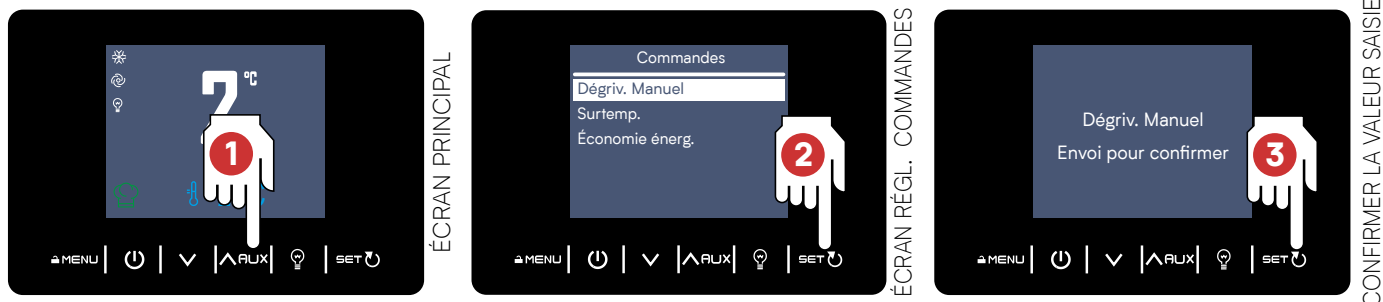 2 °C
1
MENU
AUX
SET
ÉCRAN PRINCIPAL
Commandes
Dégriv. Manuel
Surtemp.
Économie énerg.
2
MENU
AUX
SET
ÉCRAN RÉGL. COMMANDES
Dégriv. Manuel
Envoi pour confirmer
3
MENU
AUX
SET
CONFIRMER LA VALEUR SAISIE